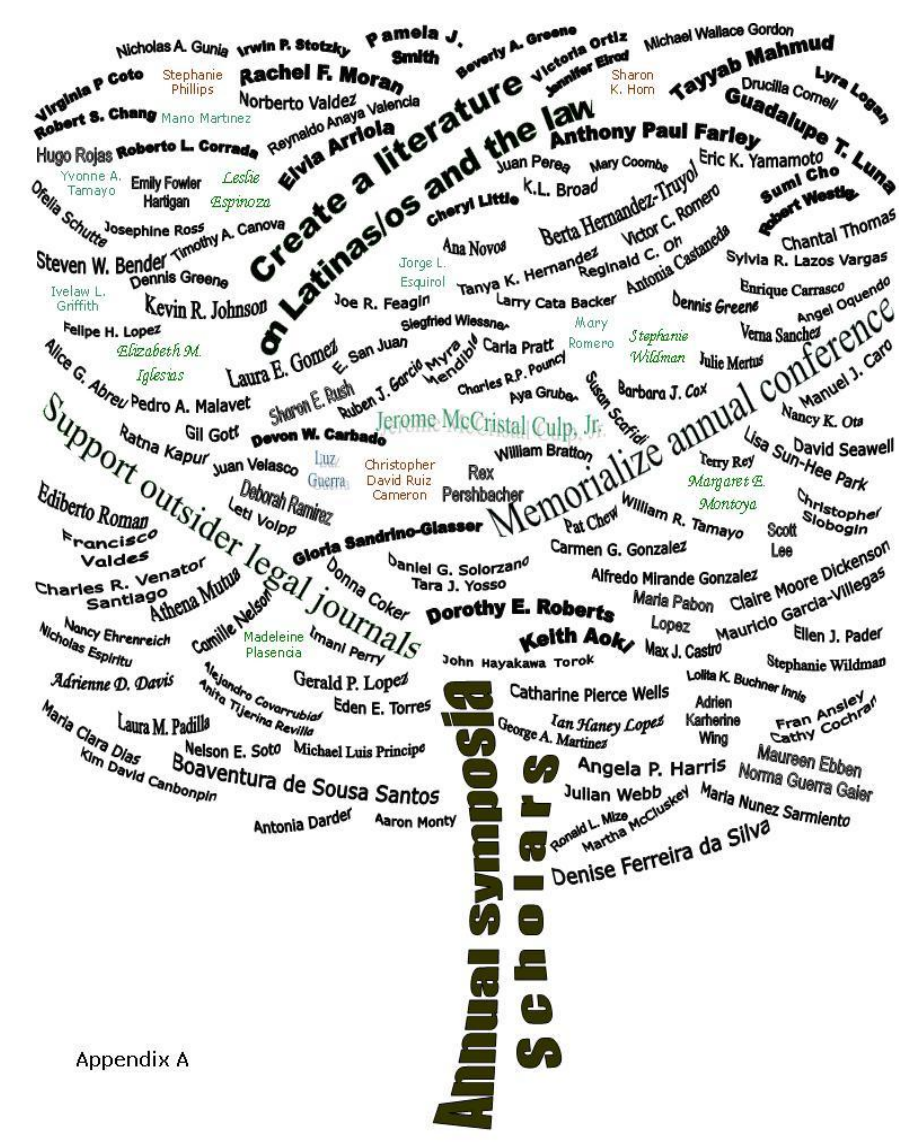 Nicholas A. Gunia
Irwin P. Stotzky
Pamela J.
Smith
Beverly A. Greene
Victoria Ortiz
Jennifer Elrod
Michael Wallace Gordon
Virginia P Coto
Stephanie
Phillips
Rachel F. Moran
Sharon
K. Hom
Tayyab Mahmud
Lyra Logan
Drucilla Cornell
Guadalupe T. Luna
Norberto Valdez
Robert S. Chang
Mano Martinez
Reynaldo Anaya Valencia
Elvia Arriola
Create a literature
on Latinas/os and the law
Anthony Paul Farley
Hugo Rojas
Roberto L. Corrada
Juan Perea
Mary Coombs
Eric K. Yamamoto
Yvonne A.
Tamayo
Emily Fowler
Hartigan
Leslie
Espinoza
K.L. Broad
Cheryl Little
Sumi Cho
Robert Westley
Ofelia Schutte
Josephine Ross
Timothy A. Canova
Berta Hernandez-Truyol
Victor C. Romero
Chantal Thomas
Steven W. Bender
Dennis Greene
Ana Novoa
Jorge L.
Esquirol
Tanya K. Hernandez
Reginald C. Oh
Antonia Castaneda
Sylvia R. Lazos Vargas
Ivelaw L.
Griffith
Kevin R. Johnson
Joe R. Feagin
Larry Cata Backer
Dennis Greene
Enrique Carrasco
Angel Oquendo
Felipe H. Lopez
Siegfried Wiessner
Mary
Romero
Stephanie
Wildman
Verna Sanchez
Alice G. Abreu
Elizabeth M.
Iglesias
Laura E. Gomez
E. San Juan
Myra
Mendible
Carla Pratt
Julie Mertus
Manuel J. Caro
Pedro A. Malavet
Sharon E. Rush
Ruben J. Garcia
Charles R.P. Pouncy
Aya Gruber
Susan Scafidi
Barbara J. Cox
Nancy K. Ota
Support outsider legal journals
Memorialize annual conference
Ratna Kapur
Gil Gott
Devon W. Carbado
Jerome McCristal Culp, Jr.
William Bratton
Lisa Sun-Hee Park
David Seawell
Juan Velasco
Luz
Guerra
Christopher
David Ruiz
Cameron
Rex
Pershbacher
Terry Rey
Margaret E.
Montoya
Christopher
Slobogin
Ediberto Roman
Deborah Ramirez
Leti Volpp
Pat Chew
William R. Tamayo
Scott
Lee
Francisco
Valdes
Gloria Sandrino-Glasser
Carmen G. Gonzalez
Charles R. Venator
Santiago
Athena Mutua
Donna Coker
Daniel G. Solorzano
Tara J. Yosso
Alfredo Mirande Gonzalez
Claire Moore Dickenson
Camille Nelson
Dorothy E. Roberts
Maria Pabon
Lopez
Mauricio Garcia-Villegas
Nancy Ehrenreich
Nicholas Espiritu
Madeleine
Plasencia
Imani Perry
Keith Aoki
Max J. Castro
Ellen J. Pader
John Hayakawa Torok
Stephanie Wildman
Adrienne D. Davis
Alejandro Covarrubias
Anita Tijerina Revilla
Gerald P. Lopez
Catharine Pierce Wells
Lolita K. Buchner Innis
Eden E. Torres
George A. Martinez
Ian Haney Lopez
Adrien
Karherine
Wing
Fran Ansley
Cathy Cochran
Maria Clara Dias
Laura M. Padilla
Nelson E. Soto
Michael Luis Principe
Kim David Canbonpin
Boaventura de Sousa Santos
Angela P. Harris
Maureen Ebben
Norma Guerra Gaier
Julian Webb
Maria Nunez Sarmiento
Antonia Darder
Aaron Monty
Ronald L. Mize
Martha McCluskey
Denise Ferreira da Silva
Annual Symposia
Scholars
Appendix A